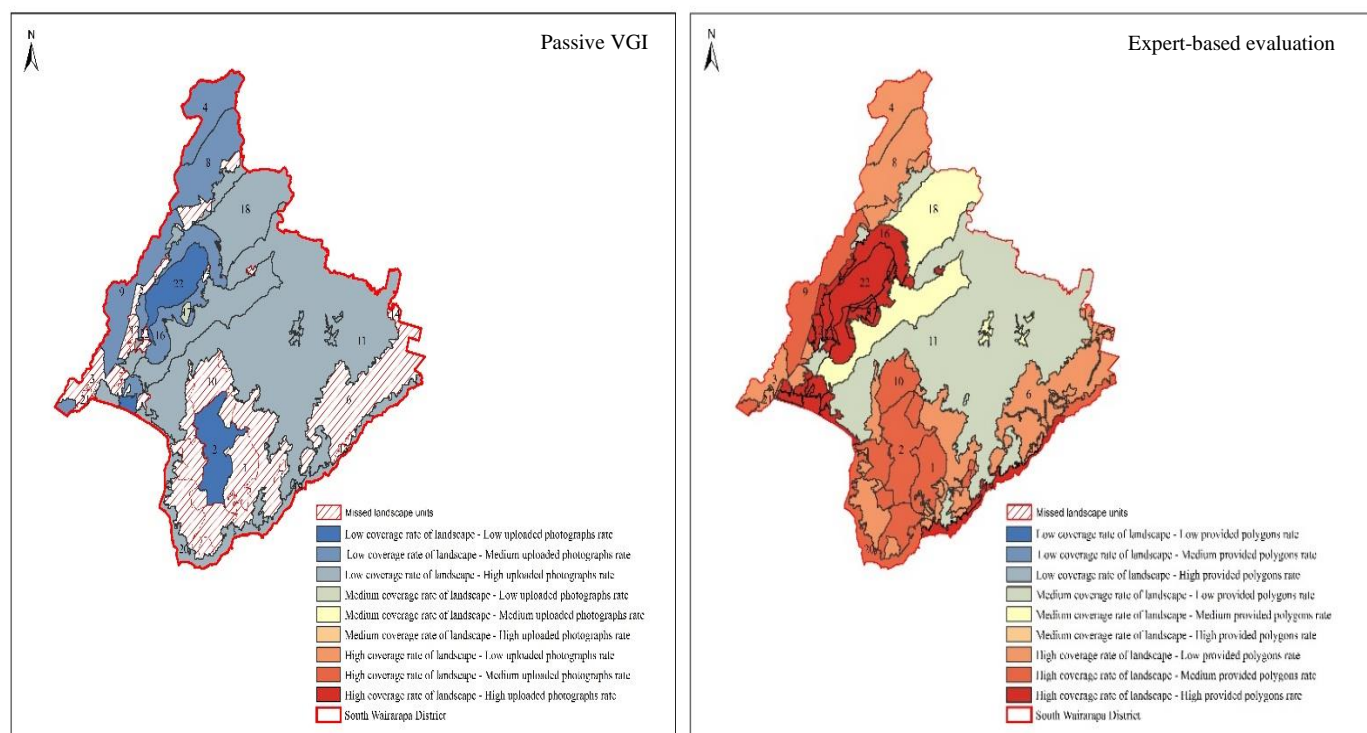 N
Passive VGI
4
8
18
9
22
17
16
14
11
3
21
10
6
2
1
20
Missed landscape units
Low coverage rate of landscape - Low uploaded photographs rate
Low coverage rate of landscape - Medium uploaded photographs rate
Low coverage rate of landscape - High uploaded photographs rate
Medium coverage rate of landscape - Low uploaded photographs rate
Medium coverage rate of landscape - Medium uploaded photographs rate
Medium coverage rate of landscape - High uploaded photographs rate
High coverage rate of landscape - Low uploaded photographs rate
High coverage rate of landscape - Medium uploaded photographs rate
High coverage rate of landscape - High uploaded photographs rate
South Wairarapa District
N
Expert-based evaluation
4
8
18
16
9
22
11
3
10
6
2
1
20
Missed landscape units
Low coverage rate of landscape - Low provided polygons rate
Low coverage rate of landscape - Medium provided polygons rate
Low coverage rate of landscape - High provided polygons rate
Medium coverage rate of landscape - Low provided polygons rate
Medium coverage rate of landscape - Medium provided polygons rate
Medium coverage rate of landscape - High provided polygons rate
High coverage rate of landscape - Low provided polygons rate
High coverage rate of landscape - Medium provided polygons rate
High coverage rate of landscape - High provided polygons rate
South Wairarapa District